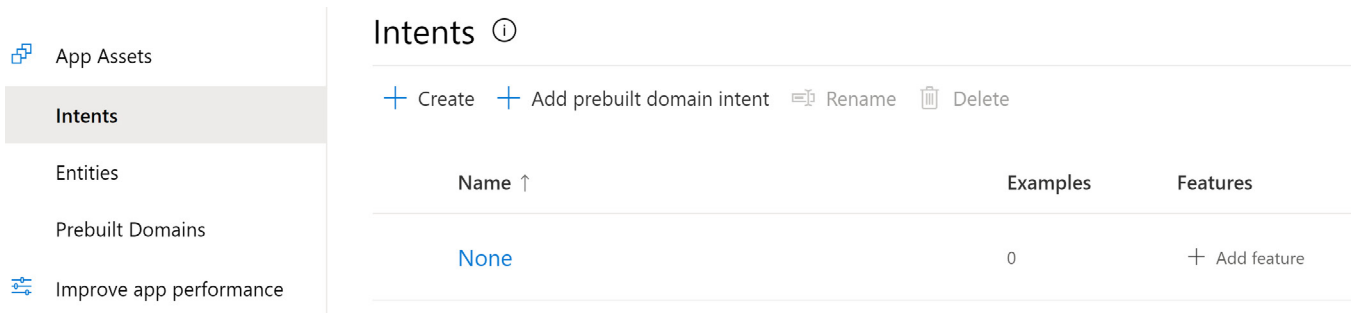 App Assets
Intents
Entities
Prebuilt Domains
Improve app performance
Intents
Create Add prebuilt domain intent Rename Delete
Name ↑ Examples Features
None 0 + Add feature